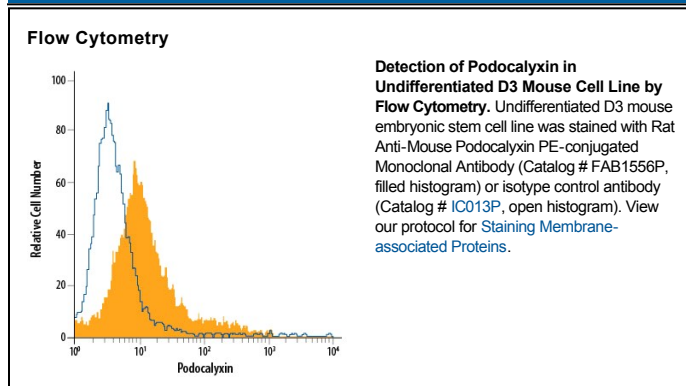 Flow Cytometry
100
80
60
40
20
0
Relative Cell Number
10⁰
10¹
10²
10³
10⁴
Podocalyxin
Detection of Podocalyxin in
Undifferentiated D3 Mouse Cell Line by
Flow Cytometry. Undifferentiated D3 mouse
embryonic stem cell line was stained with Rat
Anti-Mouse Podocalyxin PE-conjugated
Monoclonal Antibody (Catalog # FAB1556P,
filled histogram) or isotype control antibody
(Catalog # IC013P, open histogram). View
our protocol for Staining Membrane-
associated Proteins.